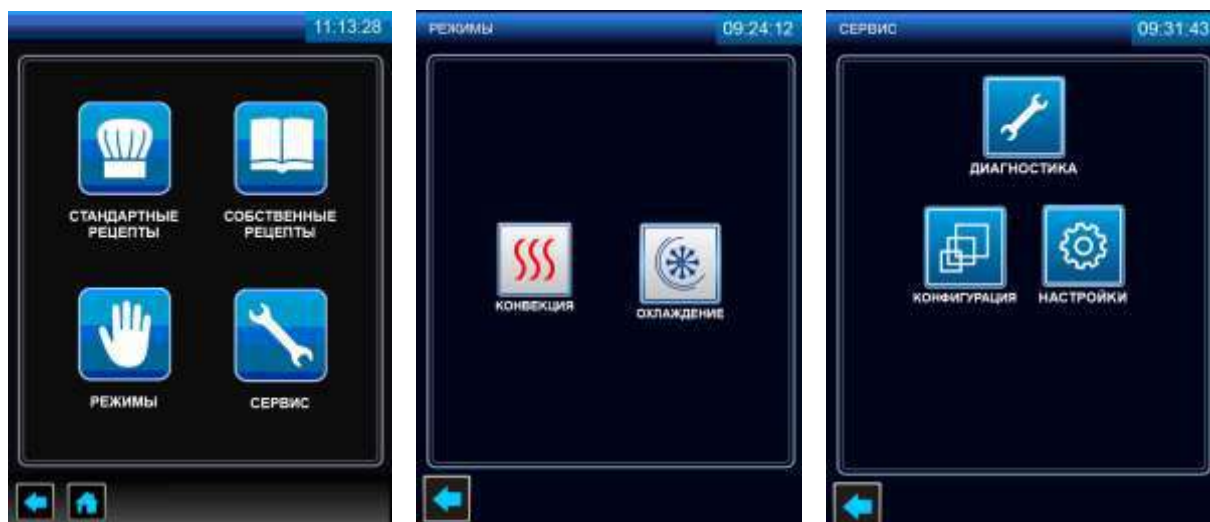 11:13:28
СТАНДАРТНЫЕ
РЕЦЕПТЫ
СОБСТВЕННЫЕ
РЕЦЕПТЫ
РЕЖИМЫ
СЕРВИС
РЕЖИМЫ
09:24:12
КОНВЕКЦИЯ
ОХЛАЖДЕНИЕ
СЕРВИС
09:31:43
ДИАГНОСТИКА
КОНФИГУРАЦИЯ
НАСТРОЙКИ